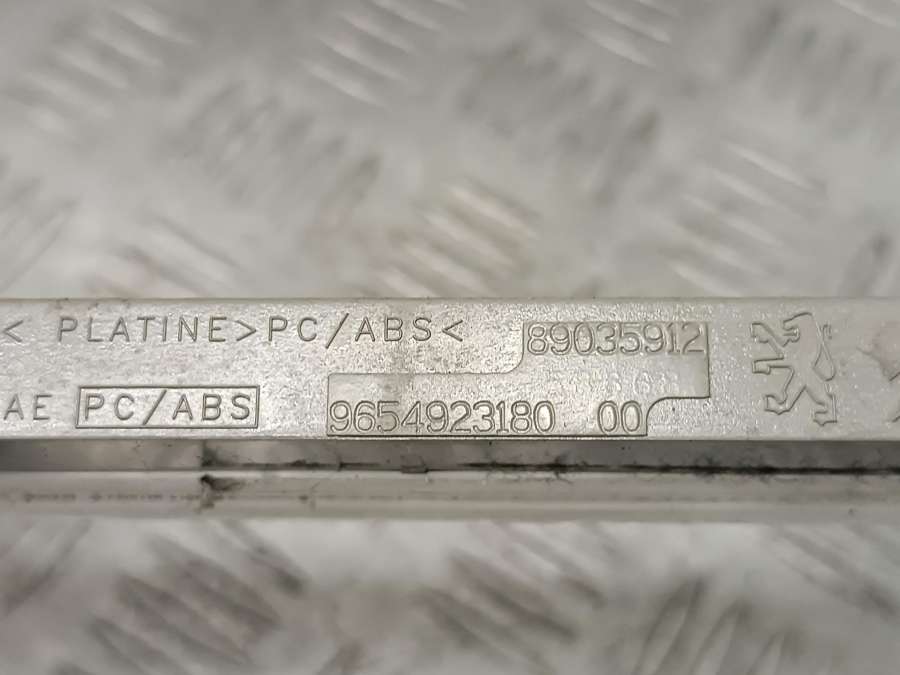 < PLATINE>PC/ABS<
89035912
AE PC/ABS
9654923180 00